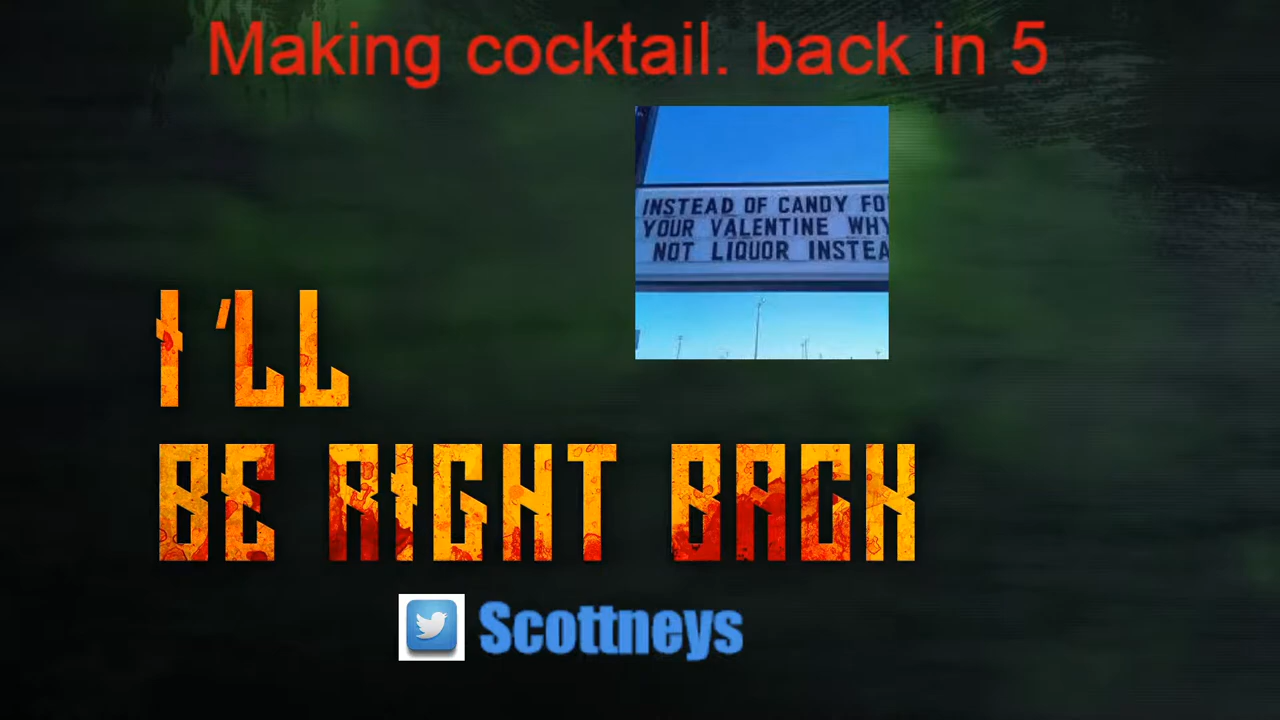 Making cocktail. back in 5
INSTEAD OF CANDY FO
YOUR VALENTINE WHY
NOT LIQUOR INSTEA
I'LL
BE RIGHT BACK
Scottneys